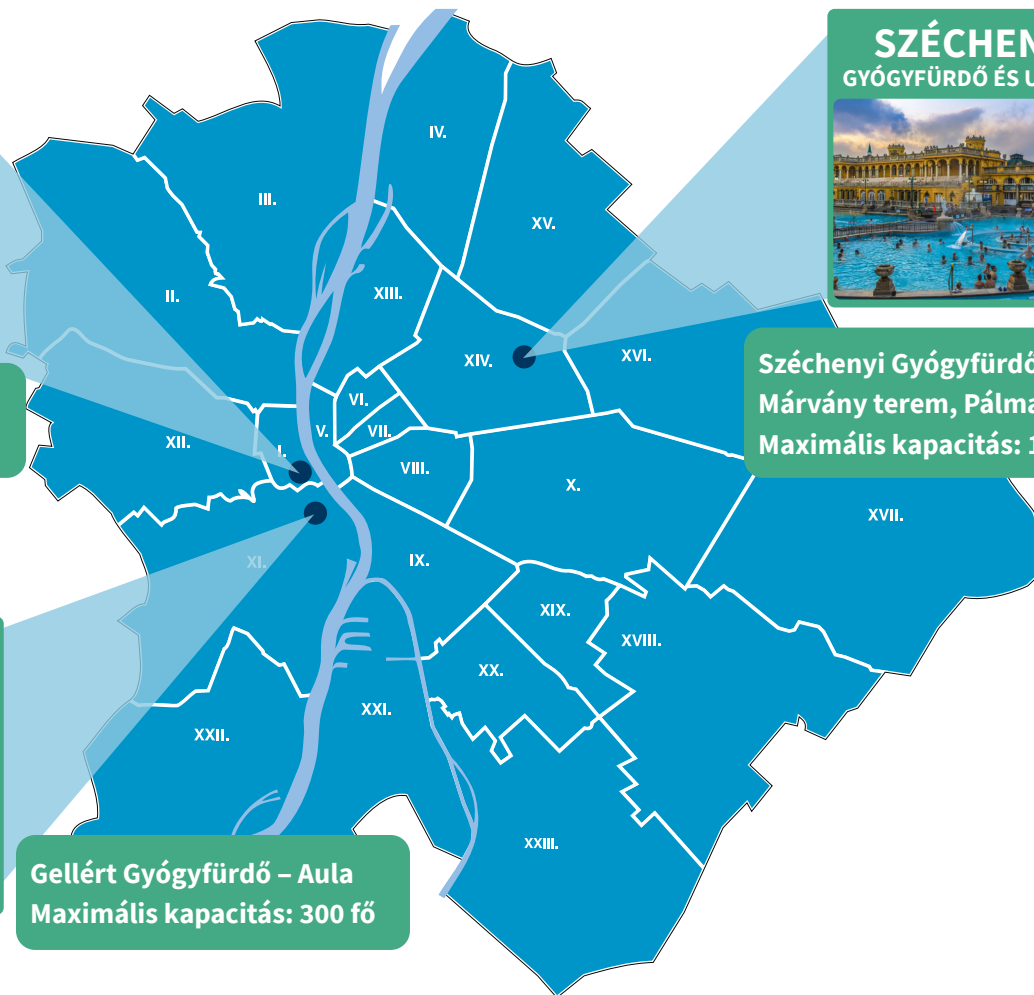 SZÉCHEN
GYÓGYFÜRDŐ ÉS U
IV.
III.
XV.
II.
XIII.
XIV.
XVI.
VI.
V.
VII.
XII.
I.
VIII.
X.
XVII.
Széchenyi Gyógyfürdő
Márvány terem, Pálma
Maximális kapacitás: 1
XI.
IX.
XIX.
XVIII.
XX.
XXI.
XXII.
XXIII.
Gellért Gyógyfürdő – Aula
Maximális kapacitás: 300 fő